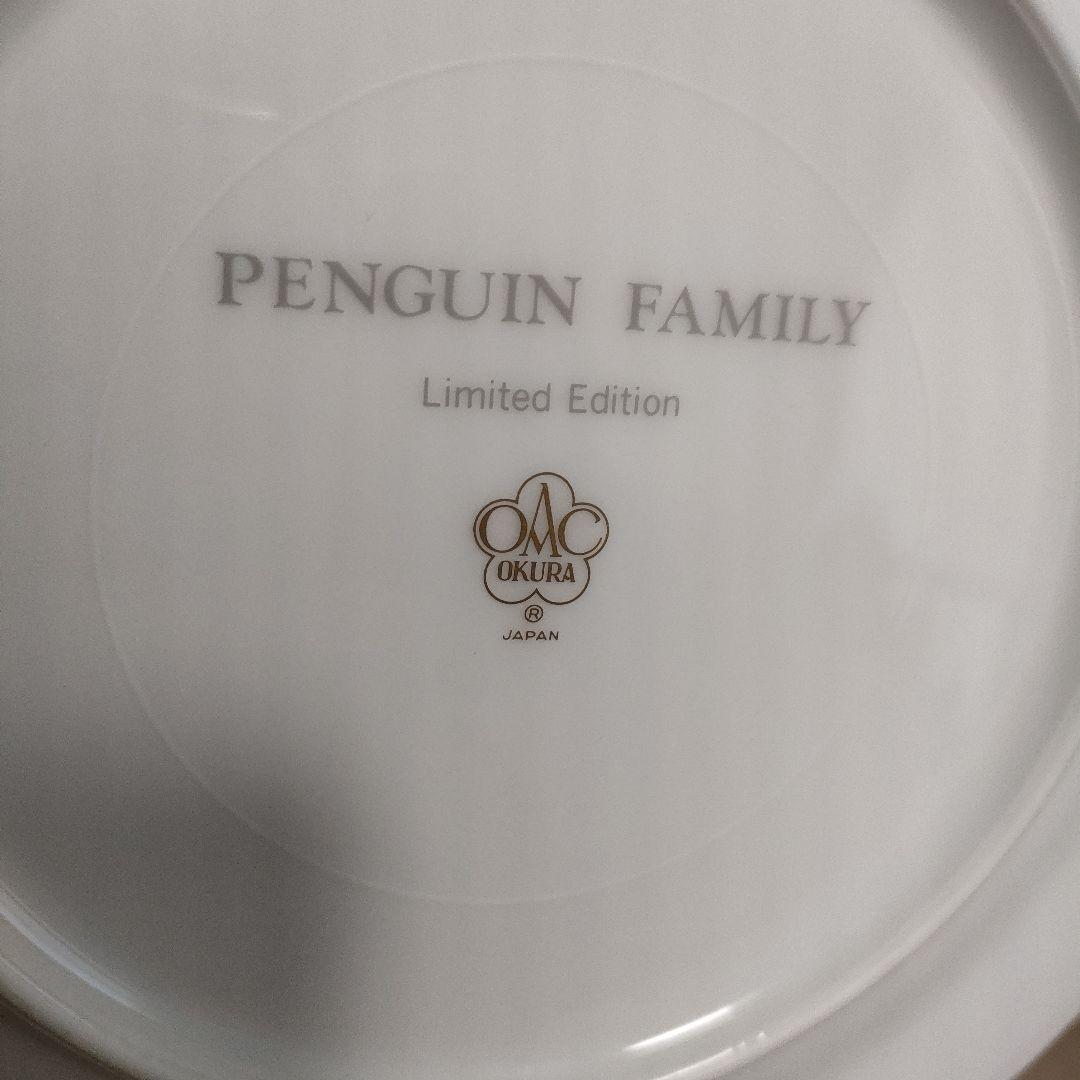 PENGUIN FAMILY
Limited Edition
OAC
OKURA
®
JAPAN